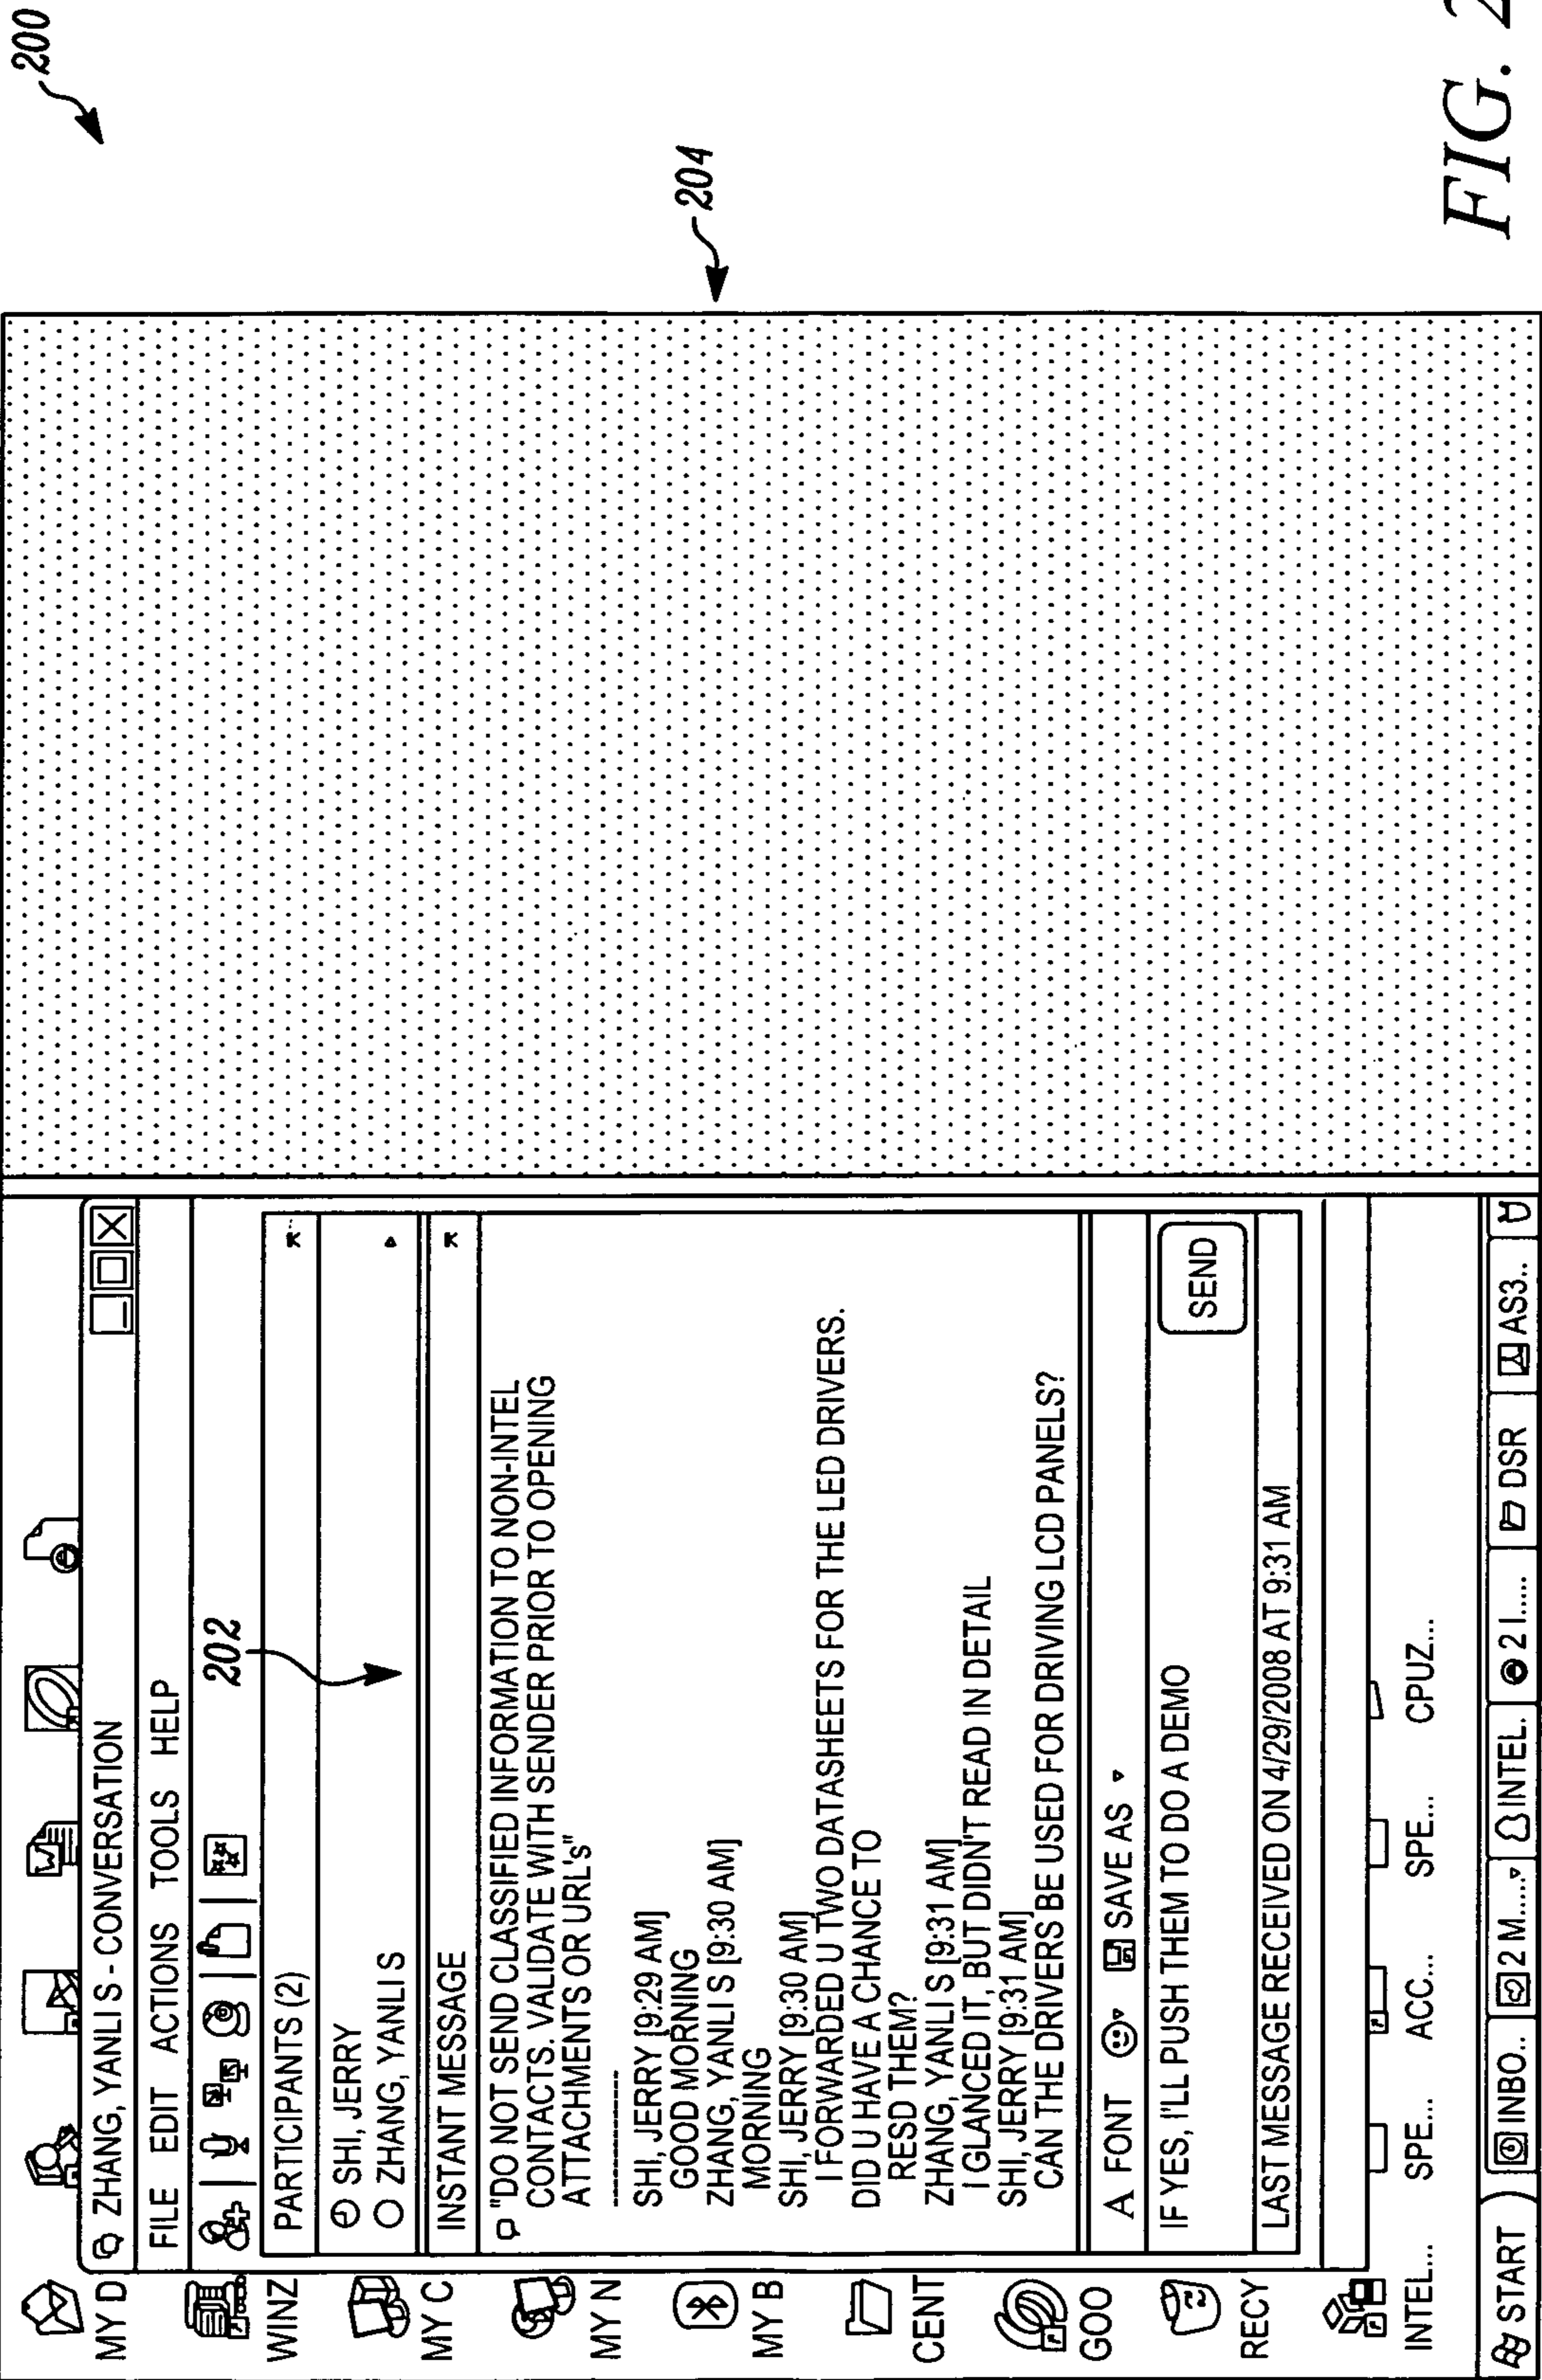 200
MY D
WINZ
MY C
MY N
MY B
CENT
GOO
RECY
INTEL...
SPE...
ACC...
SPE...
CPUZ...
ZHANG, YANLI S - CONVERSATION
FILE EDIT ACTIONS TOOLS HELP
202
PARTICIPANTS (2)
SHI, JERRY
ZHANG, YANLI S
INSTANT MESSAGE
"DO NOT SEND CLASSIFIED INFORMATION TO NON-INTEL
CONTACTS. VALIDATE WITH SENDER PRIOR TO OPENING
ATTACHMENTS OR URL's"
----------------
SHI, JERRY [9:29 AM]
GOOD MORNING
ZHANG, YANLI S [9:30 AM]
MORNING
SHI, JERRY [9:30 AM]
I FORWARDED U TWO DATASHEETS FOR THE LED DRIVERS.
DID U HAVE A CHANCE TO
RESD THEM?
ZHANG, YANLI S [9:31 AM]
I GLANCED IT, BUT DIDN'T READ IN DETAIL
SHI, JERRY [9:31 AM]
CAN THE DRIVERS BE USED FOR DRIVING LCD PANELS?
A FONT SAVE AS
IF YES, I'LL PUSH THEM TO DO A DEMO
SEND
LAST MESSAGE RECEIVED ON 4/29/2008 AT 9:31 AM
START INBO.. 2 M..... INTEL. 2 I..... DSR AS3..
204
FIG. 2